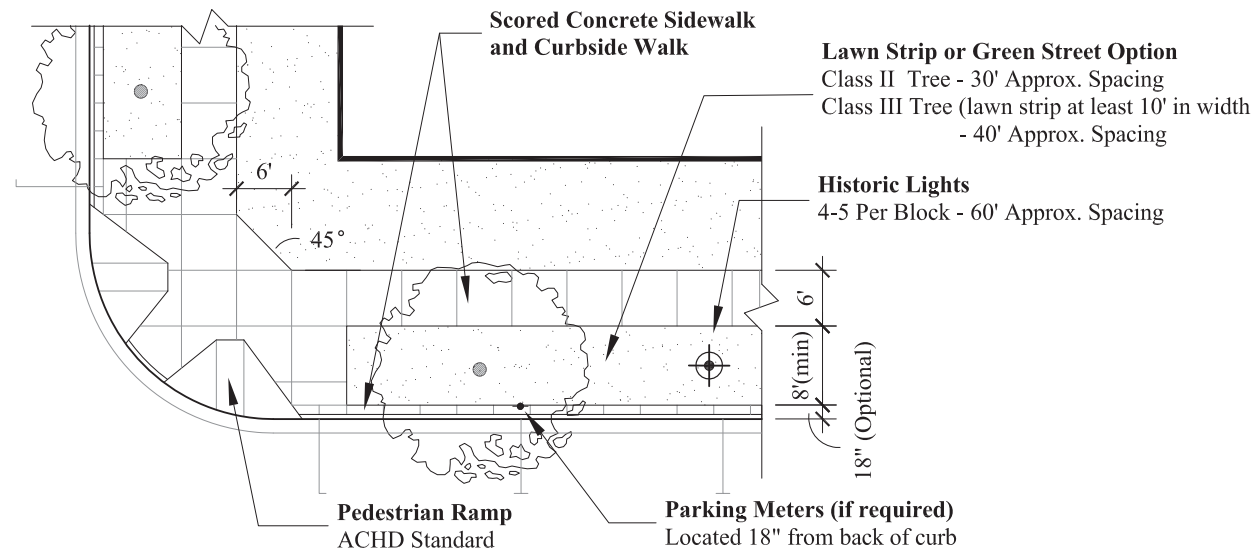 Scored Concrete Sidewalk
and Curbside Walk
Lawn Strip or Green Street Option
Class II Tree - 30' Approx. Spacing
Class III Tree (lawn strip at least 10' in width
- 40' Approx. Spacing
Historic Lights
4-5 Per Block - 60' Approx. Spacing
6'
45°
6'
8'(min)
18" (Optional)
Pedestrian Ramp
ACHD Standard
Parking Meters (if required)
Located 18" from back of curb